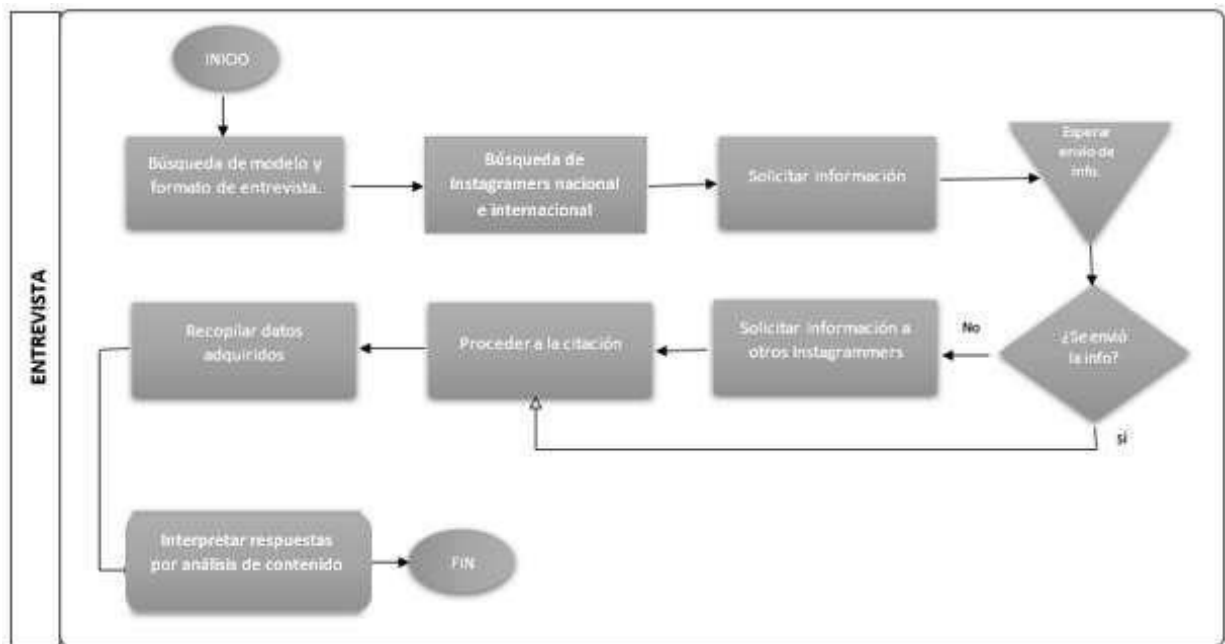 ENTREVISTA
INICIO
Búsqueda de modelo y
formato de entrevista.
Búsqueda de
Instagramers nacional
e internacional
Solicitar información
Esperar
envío de
info.
¿Se envió
la info?
No
sí
Solicitar información a
otros Instagrammers
Proceder a la citación
Recopilar datos
adquiridos
Interpretar respuestas
por análisis de contenido
FIN